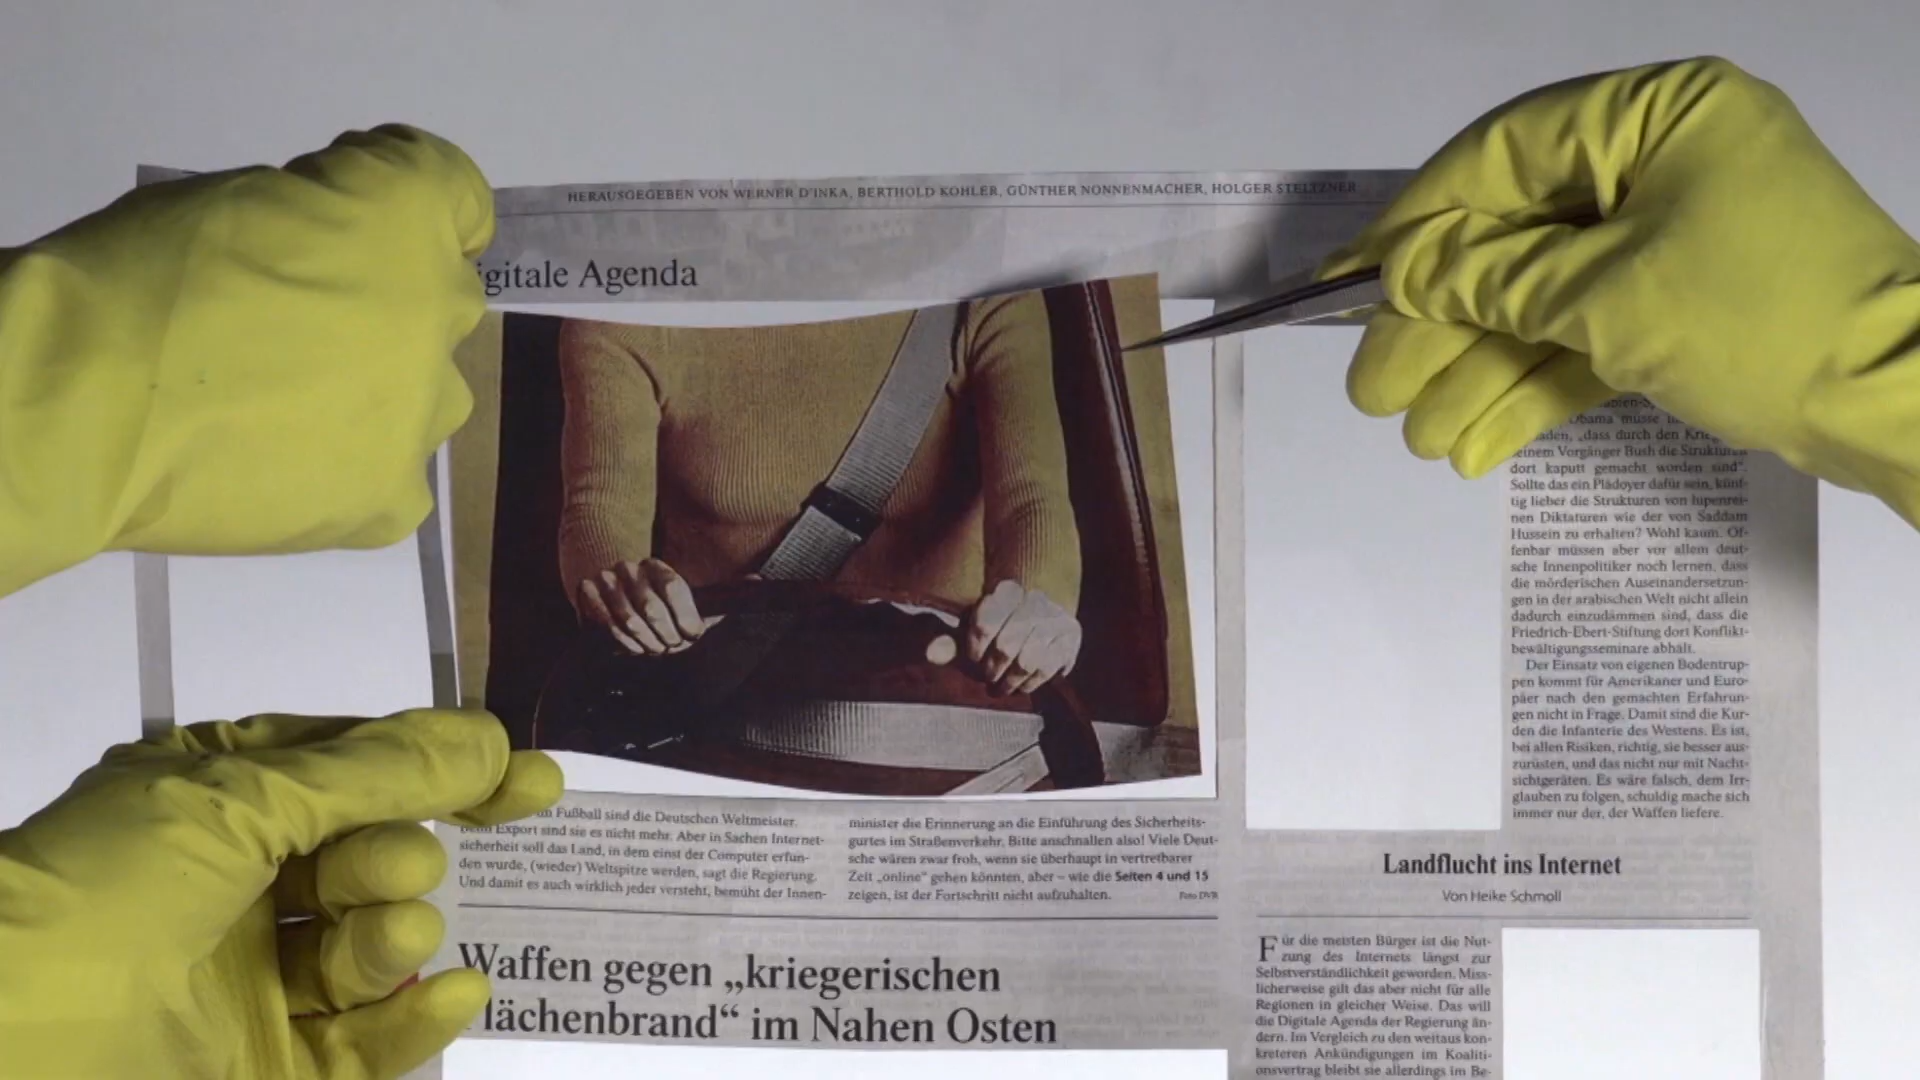 HERAUSGEGEBEN VON WERNER D'INKA, BERTHOLD KOHLER, GÜNTHER NONNENMACHER, HOLGER STELTZNER
igitale Agenda
Fußball sind die Deutschen Weltmeister.
Beim Export sind sie es nicht mehr. Aber in Sachen Internet-
sicherheit soll das Land, in dem einst der Computer erfun-
den wurde, (wieder) Weltspitze werden, sagt die Regierung.
Und damit es auch wirklich jeder versteht, bemüht der Innen-
minister die Erinnerung an die Einführung des Sicherheits-
gurtes im Straßenverkehr. Bitte anschnallen also! Viele Deut-
sche wären zwar froh, wenn sie überhaupt in vertretbarer
Zeit „online“ gehen könnten, aber – wie die Seiten 4 und 15
zeigen, ist der Fortschritt nicht aufzuhalten.
Foto DVR
Waffen gegen „kriegerischen
lächenbrand“ im Nahen Osten
Obama müsse
„dass durch den
seinem Vorgänger Bush die Strukturen
dort kaputt gemacht worden sind“.
Sollte das ein Plädoyer dafür sein, künf-
tig lieber die Strukturen von lupenrei-
nen Diktaturen wie der von Saddam
Hussein zu erhalten? Wohl kaum. Of-
fenbar müssen aber vor allem deut-
sche Innenpolitiker noch lernen, dass
die mörderischen Auseinandersetzun-
gen in der arabischen Welt nicht allein
dadurch einzudämmen sind, dass die
Friedrich-Ebert-Stiftung dort Konflikt-
bewältigungsseminare abhält.
Der Einsatz von eigenen Bodentrup-
pen kommt für Amerikaner und Euro-
päer nach den gemachten Erfahrun-
gen nicht in Frage. Damit sind die Kur-
den die Infanterie des Westens. Es ist,
bei allen Risiken, richtig, sie besser aus-
zurüsten, und das nicht nur mit Nacht-
sichtgeräten. Es wäre falsch, dem Irr-
glauben zu folgen, schuldig mache sich
immer nur der, der Waffen liefere.
Landflucht ins Internet
Von Heike Schmoll
Für die meisten Bürger ist die Nut-
zung des Internets längst zur
Selbstverständlichkeit geworden. Miss-
licherweise gilt das aber nicht für alle
Regionen in gleicher Weise. Das will
die Digitale Agenda der Regierung än-
dern. Im Vergleich zu den weitaus kon-
kreteren Ankündigungen im Koaliti-
onsvertrag bleibt sie allerdings im Be-